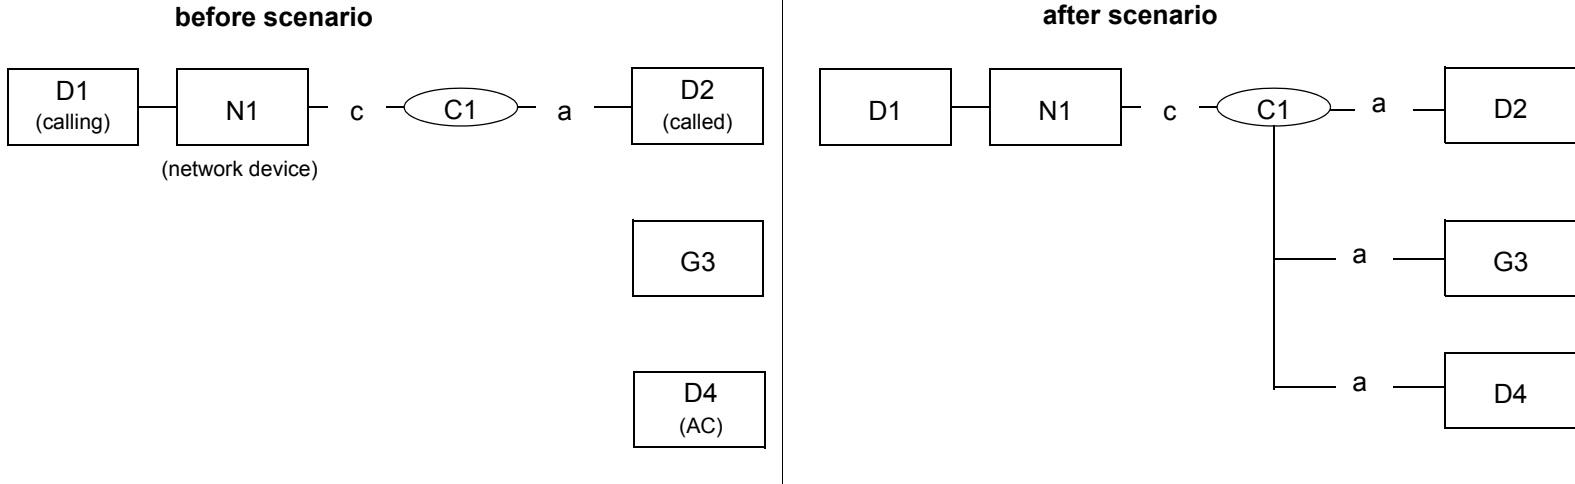 before scenario
D1
(calling)
N1
(network device)
c
C1
a
D2
(called)
G3
D4
(AC)
after scenario
D1
N1
c
C1
a
D2
a
G3
a
D4